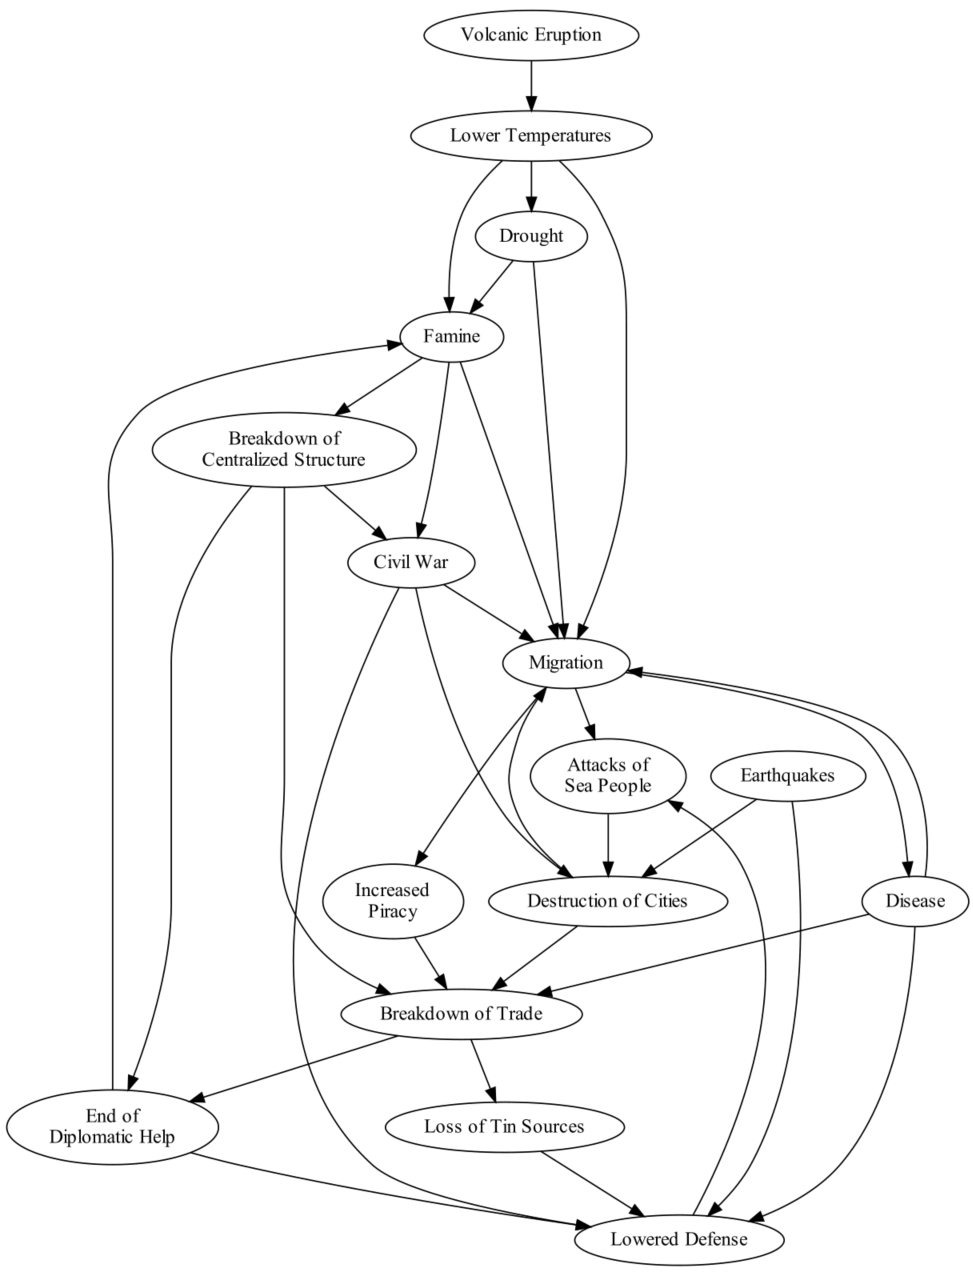 Volcanic Eruption
Lower Temperatures
Drought
Famine
Breakdown of
Centralized Structure
Civil War
Migration
Attacks of
Sea People
Earthquakes
Increased
Piracy
Destruction of Cities
Disease
Breakdown of Trade
End of
Diplomatic Help
Loss of Tin Sources
Lowered Defense